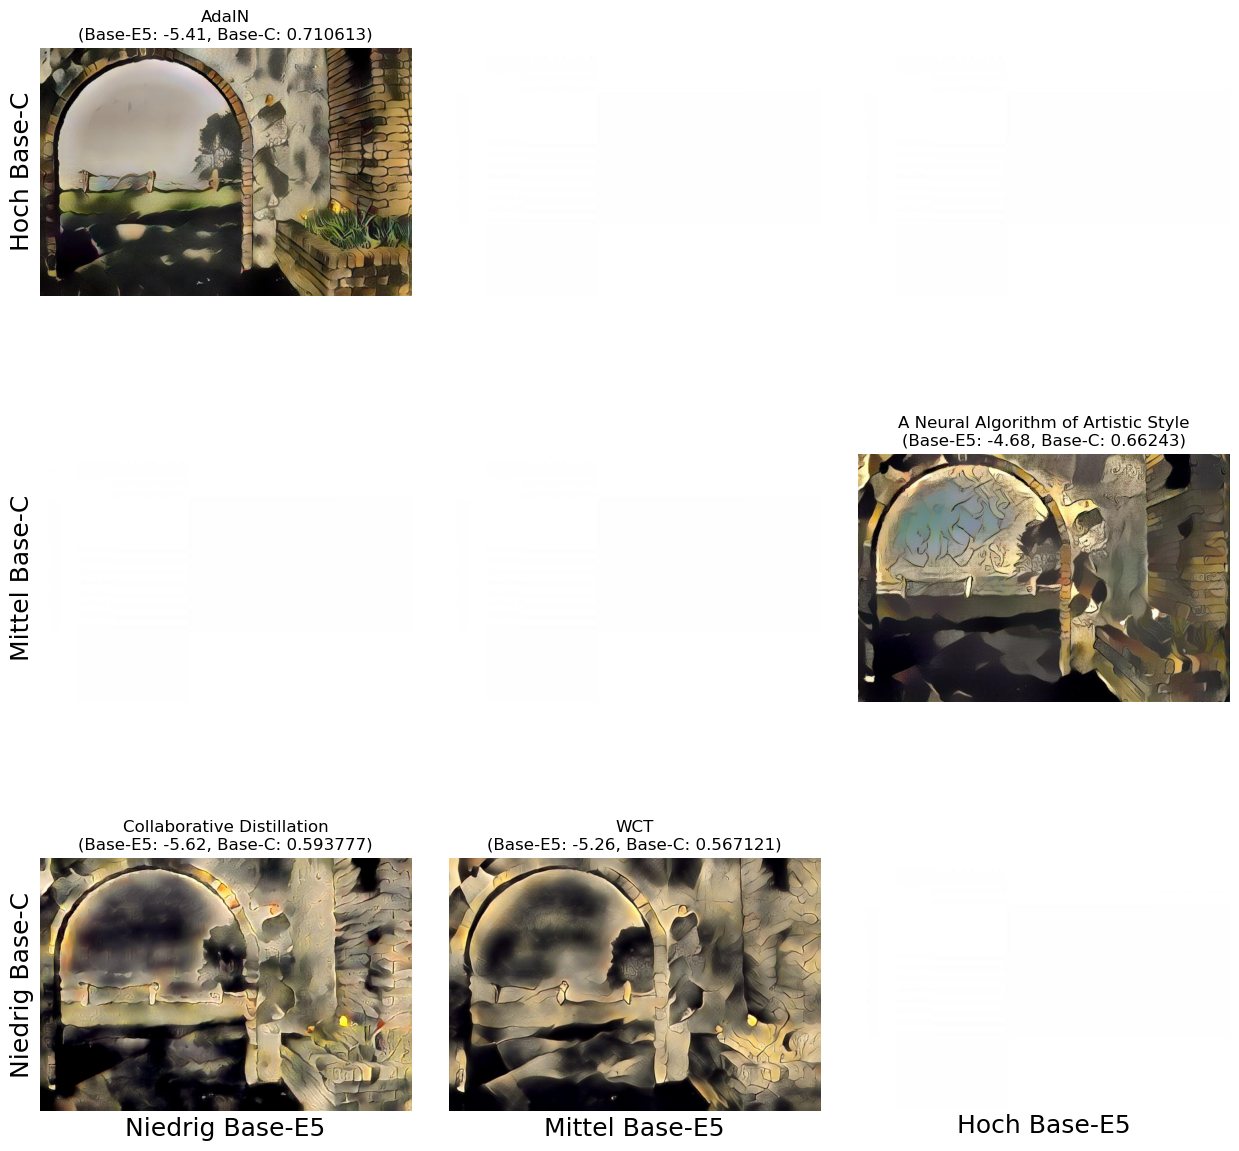 AdaIN
(Base-E5: -5.41, Base-C: 0.710613)
Hoch Base-C
A Neural Algorithm of Artistic Style
(Base-E5: -4.68, Base-C: 0.66243)
Mittel Base-C
Collaborative Distillation
(Base-E5: -5.62, Base-C: 0.593777)
WCT
(Base-E5: -5.26, Base-C: 0.567121)
Niedrig Base-C
Niedrig Base-E5
Mittel Base-E5
Hoch Base-E5